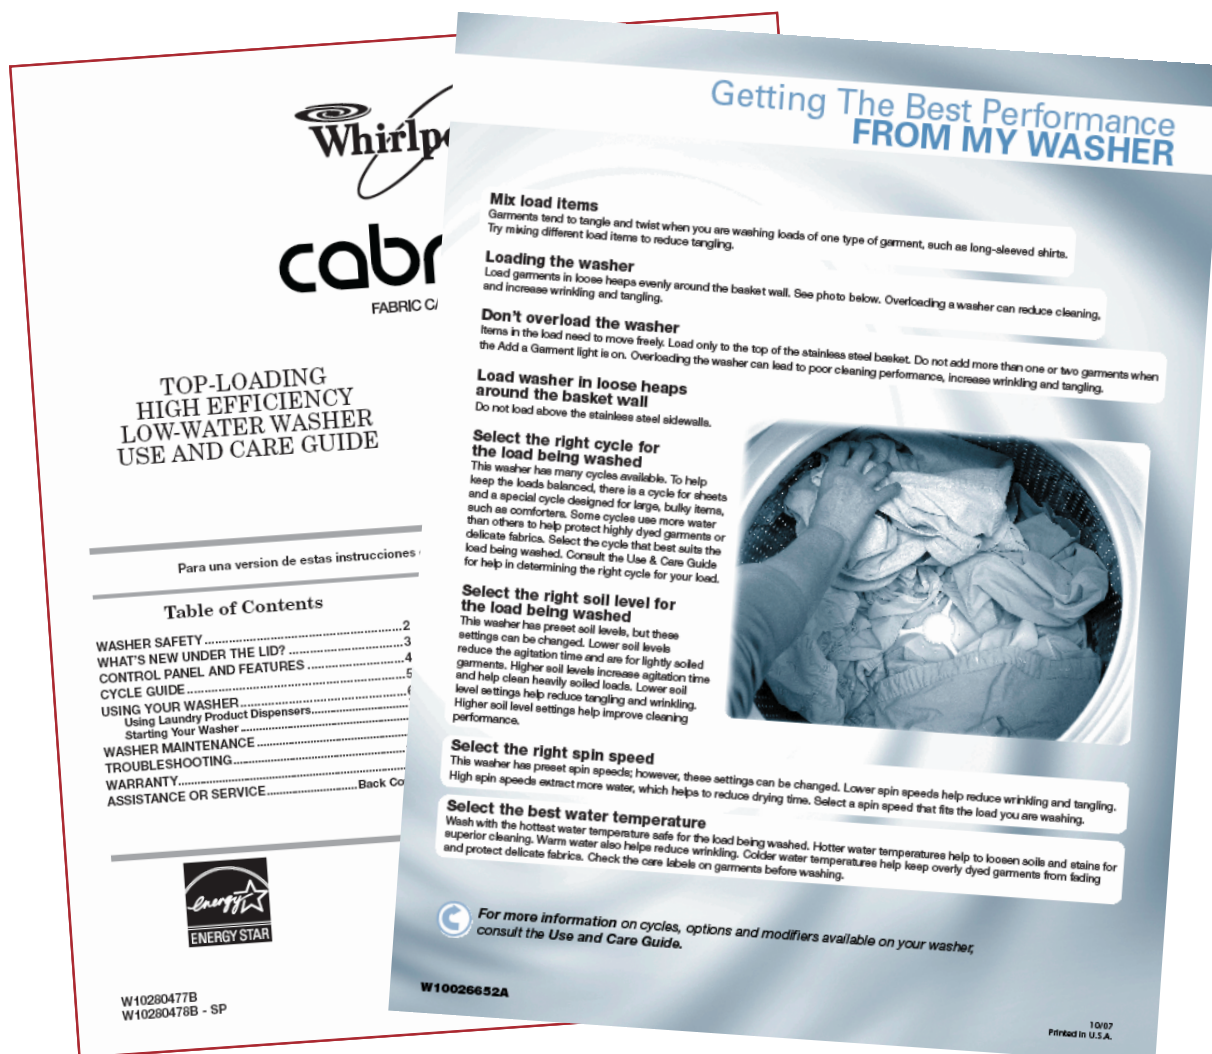 Whirlpo
cabr
FABRIC CA
TOP-LOADING
HIGH EFFICIENCY
LOW-WATER WASHER
USE AND CARE GUIDE
Para una version de estas instrucciones
Table of Contents
WASHER SAFETY ........................................................2
WHAT'S NEW UNDER THE LID? ................................3
CONTROL PANEL AND FEATURES ...........................4
CYCLE GUIDE ..............................................................5
USING YOUR WASHER ...............................................6
Using Laundry Product Dispensers
Starting Your Washer
WASHER MAINTENANCE
TROUBLESHOOTING
WARRANTY
ASSISTANCE OR SERVICE ...........................Back Co
energy
ENERGY STAR
W10280477B
W10280478B - SP
Getting The Best Performance
FROM MY WASHER
Mix load items
Garments tend to tangle and twist when you are washing loads of one type of garment, such as long-sleeved shirts.
Try mixing different load items to reduce tangling.
Loading the washer
Load garments in loose heaps evenly around the basket wall. See photo below. Overloading a washer can reduce cleaning,
and increase wrinkling and tangling.
Don't overload the washer
Items in the load need to move freely. Load only to the top of the stainless steel basket. Do not add more than one or two garments when
the Add a Garment light is on. Overloading the washer can lead to poor cleaning performance, increase wrinkling and tangling.
Load washer in loose heaps
around the basket wall
Do not load above the stainless steel sidewalls.
Select the right cycle for
the load being washed
This washer has many cycles available. To help
keep the loads balanced, there is a cycle for sheets
and a special cycle designed for large, bulky items,
such as comforters. Some cycles use more water
than others to help protect highly dyed garments or
delicate fabrics. Select the cycle that best suits the
load being washed. Consult the Use & Care Guide
for help in determining the right cycle for your load.
Select the right soil level for
the load being washed
This washer has preset soil levels, but these
settings can be changed. Lower soil levels
reduce the agitation time and are for lightly soiled
garments. Higher soil levels increase agitation time
and help clean heavily soiled loads. Lower soil
level settings help reduce tangling and wrinkling.
Higher soil level settings help improve cleaning
performance.
Select the right spin speed
This washer has preset spin speeds; however, these settings can be changed. Lower spin speeds help reduce wrinkling and tangling.
High spin speeds extract more water, which helps to reduce drying time. Select a spin speed that fits the load you are washing.
Select the best water temperature
Wash with the hottest water temperature safe for the load being washed. Hotter water temperatures help to loosen soils and stains for
superior cleaning. Warm water also helps reduce wrinkling. Colder water temperatures help keep overly dyed garments from fading
and protect delicate fabrics. Check the care labels on garments before washing.
For more information on cycles, options and modifiers available on your washer,
consult the Use and Care Guide.
W10026652A
10/07
Printed in U.S.A.